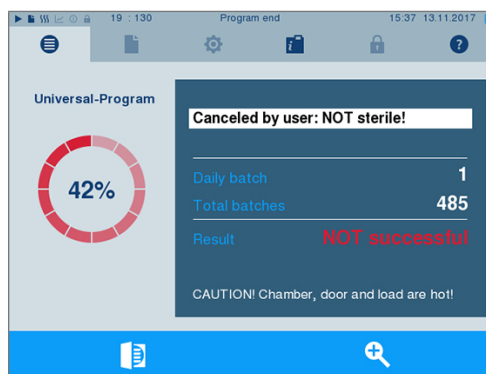 19 : 130 Program end 15:37 13.11.2017
i ?
Universal-Program
Canceled by user: NOT sterile!
42%
Daily batch 1
Total batches 485
Result NOT successful
CAUTION! Chamber, door and load are hot!